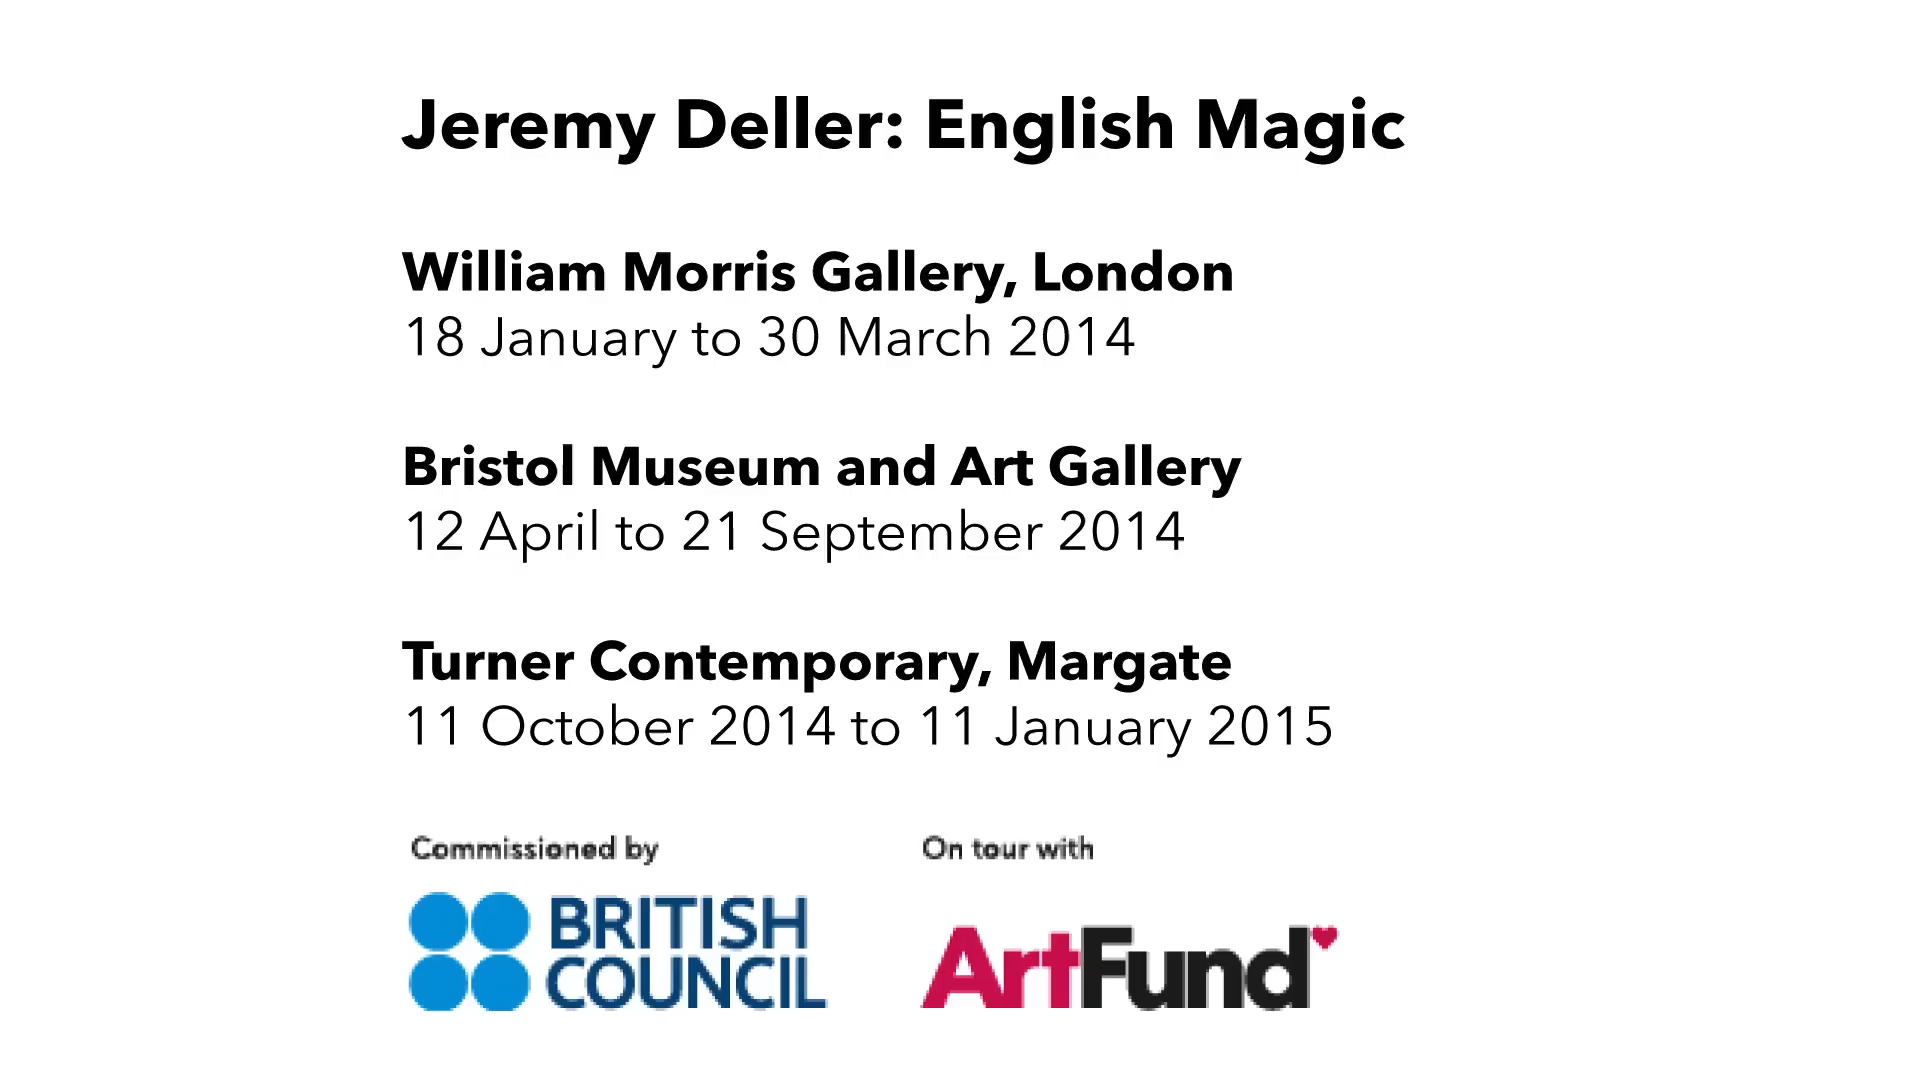 Jeremy Deller: English Magic
William Morris Gallery, London
18 January to 30 March 2014
Bristol Museum and Art Gallery
12 April to 21 September 2014
Turner Contemporary, Margate
11 October 2014 to 11 January 2015
Commissioned by
BRITISH
COUNCIL
On tour with
ArtFund